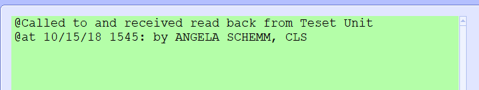 @Called to and received read back from Teset Unit
@at 10/15/18 1545: by ANGELA SCHEMM, CLS